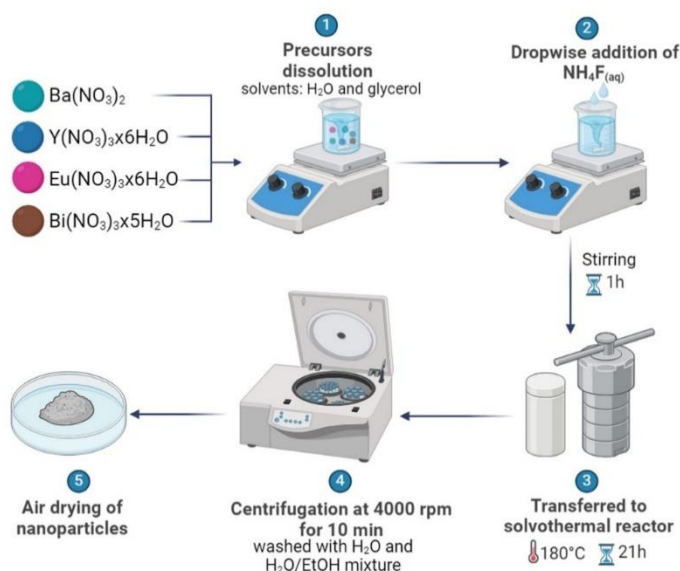 Ba(NO₃)₂
Y(NO₃)₃x6H₂O
Eu(NO₃)₃x6H₂O
Bi(NO₃)₃x5H₂O
1
Precursors
dissolution
solvents: H₂O and glycerol
2
Dropwise addition of
NH₄F₍ₐq₎
Stirring
1h
3
Transferred to
solvothermal reactor
180°C 21h
4
Centrifugation at 4000 rpm
for 10 min
washed with H₂O and
H₂O/EtOH mixture
5
Air drying of
nanoparticles